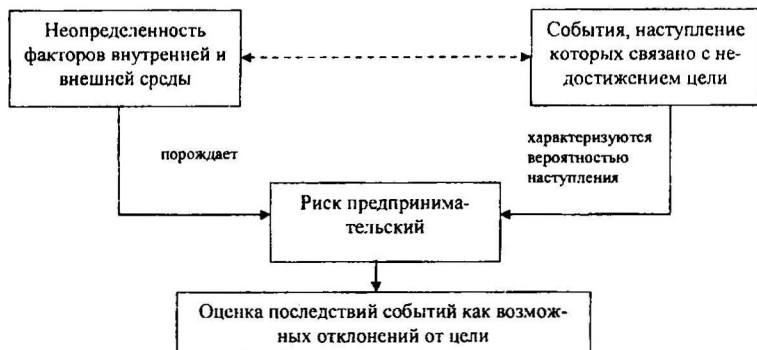 Неопределенность
факторов внутренней и
внешней среды
События, наступление
которых связано с не-
достижением цели
порождает
характеризуются
вероятностью
наступления
Риск предпринима-
тельский
Оценка последствий событий как возмож-
ных отклонений от цели